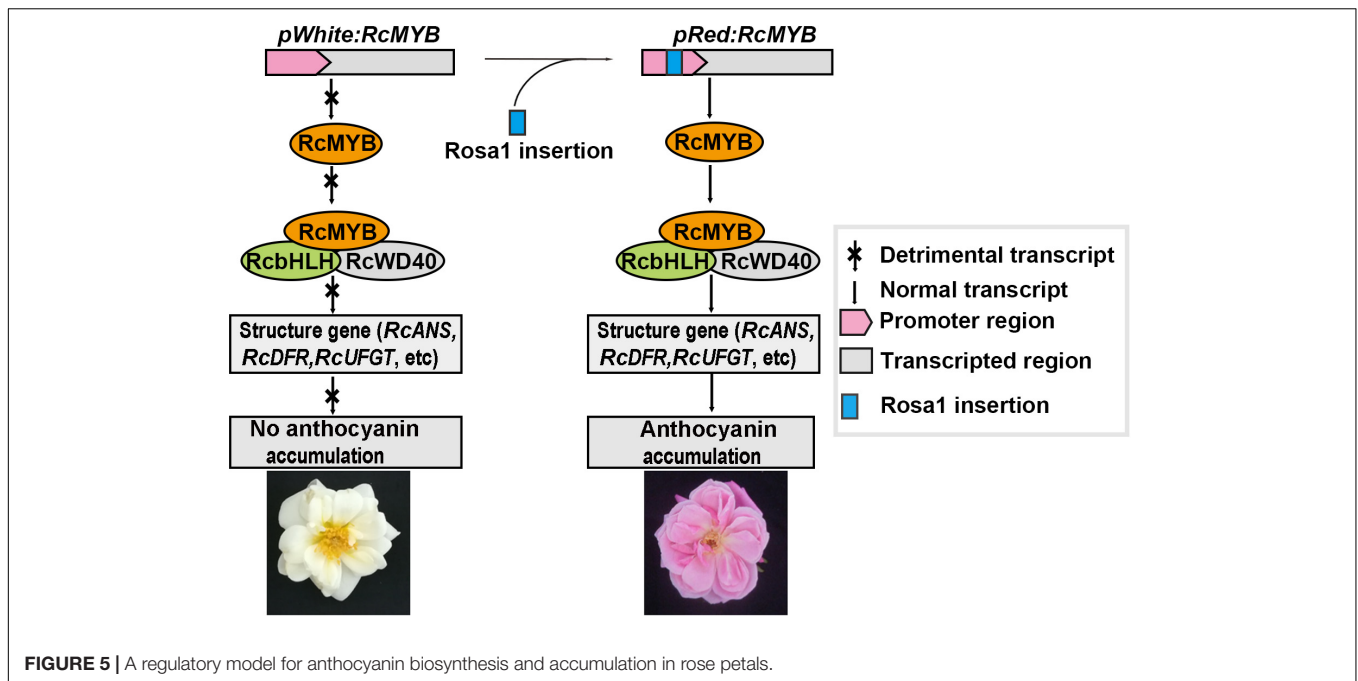 pWhite:RcMYB
pRed:RcMYB
Rosa1 insertion
RcMYB
RcMYB
RcMYB
RcbHLH RcWD40
RcMYB
RcbHLH RcWD40
Structure gene (RcANS,
RcDFR,RcUFGT, etc)
Structure gene (RcANS,
RcDFR,RcUFGT, etc)
No anthocyanin
accumulation
Anthocyanin
accumulation
Detrimental transcript
Normal transcript
Promoter region
Transcripted region
Rosa1 insertion
FIGURE 5 | A regulatory model for anthocyanin biosynthesis and accumulation in rose petals.